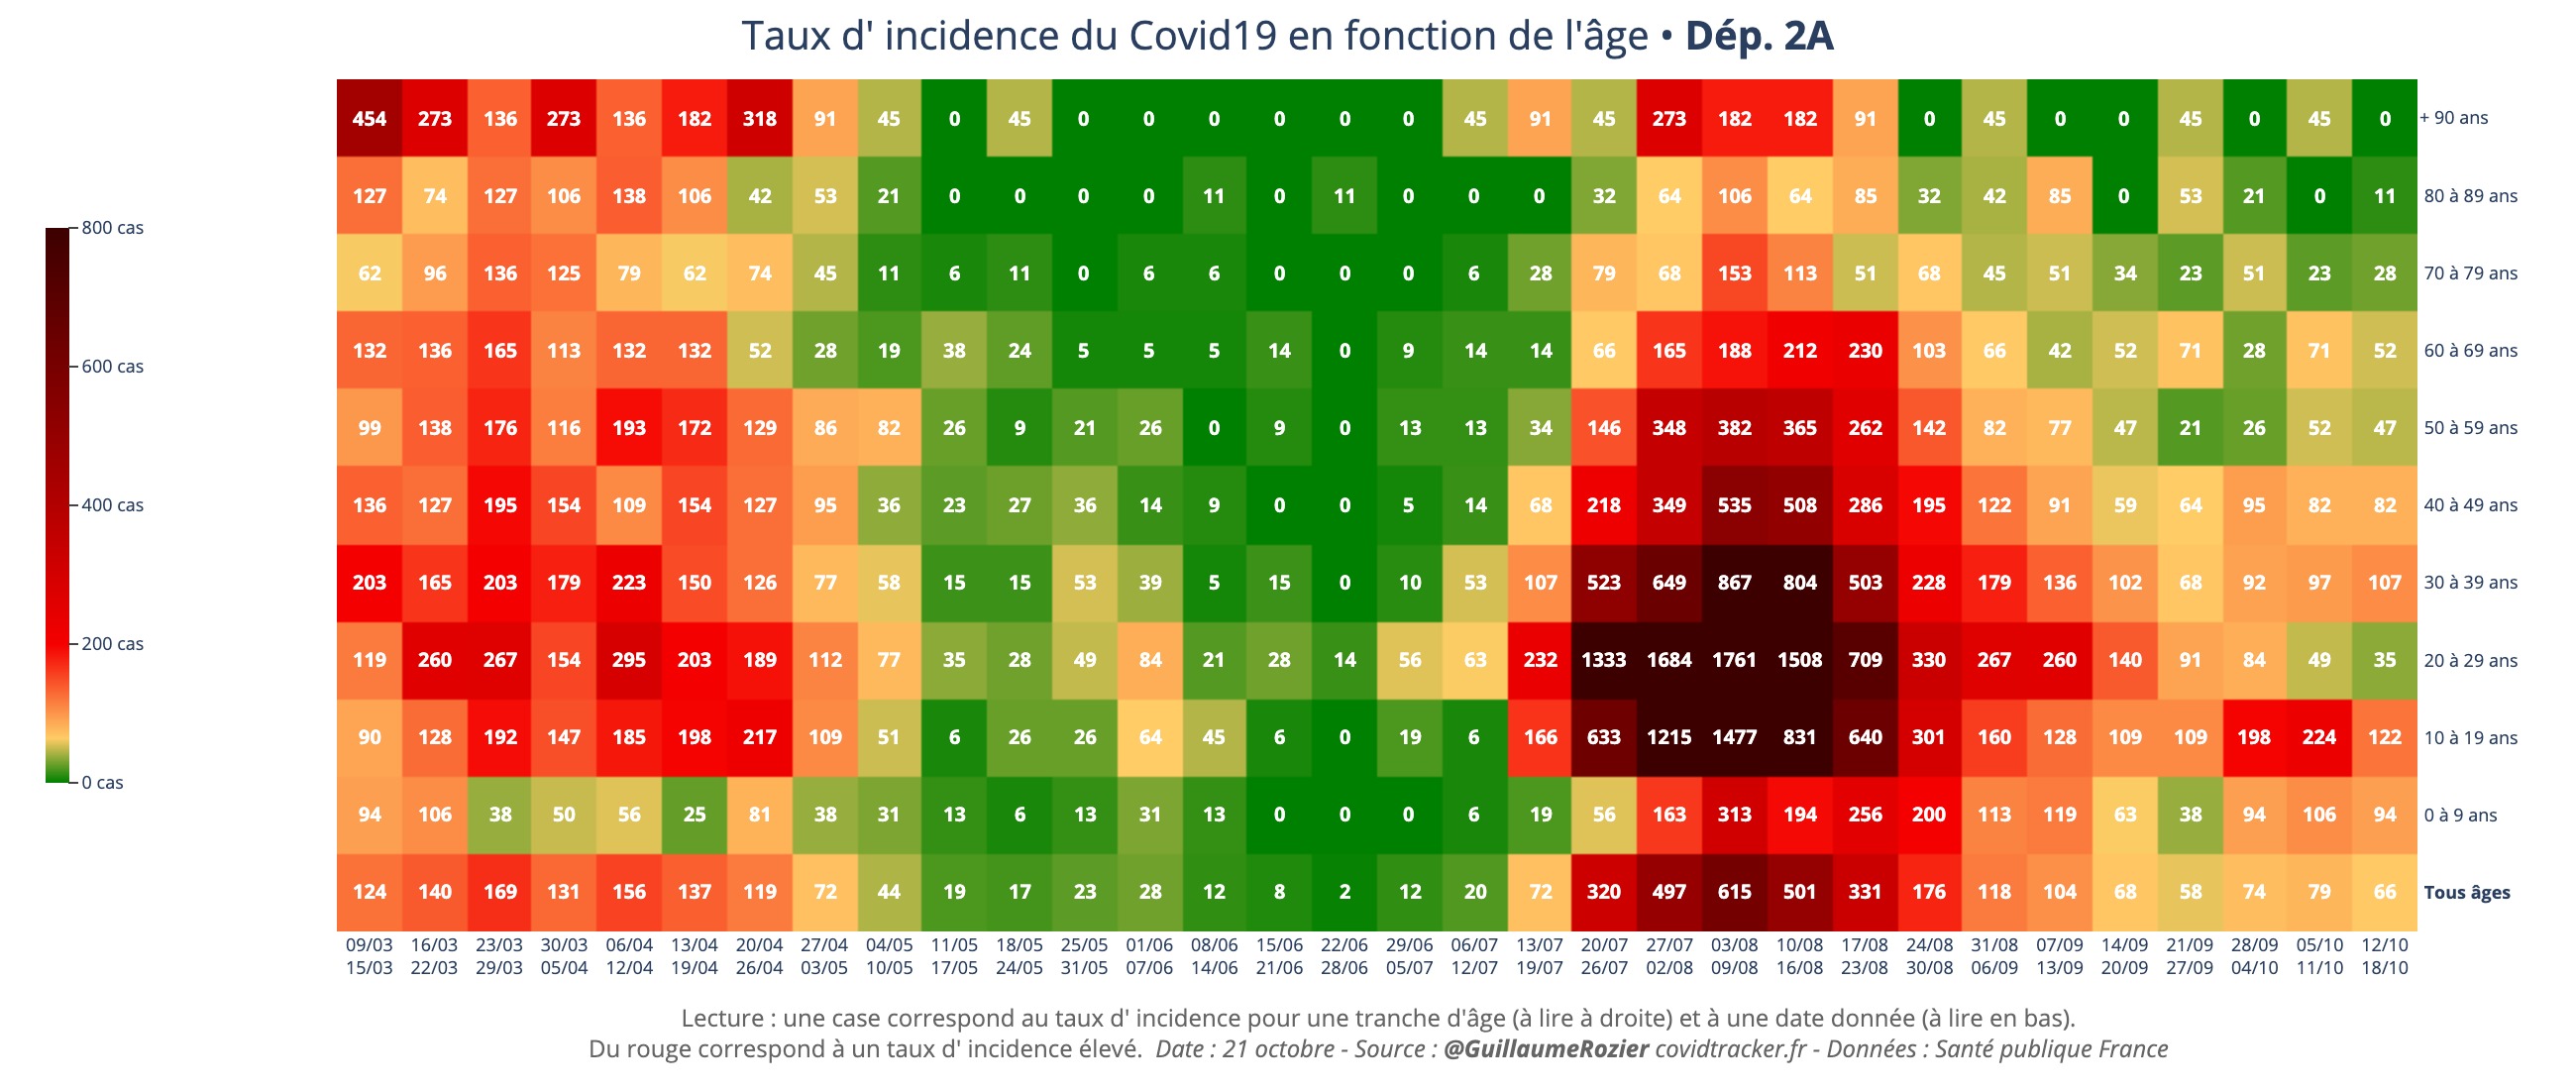 Taux d' incidence du Covid19 en fonction de l'âge • Dép. 2A
800 cas
600 cas
400 cas
200 cas
0 cas
454 273 136 273 136 182 318 91 45 0 45 0 0 0 0 0 0 45 91 45 273 182 182 91 0 45 0 0 45 0 45 0 + 90 ans
127 74 127 106 138 106 42 53 21 0 0 0 0 11 0 11 0 0 0 32 64 106 64 85 32 42 85 0 53 21 0 11 80 à 89 ans
62 96 136 125 79 62 74 45 11 6 11 0 6 6 0 0 0 6 28 79 68 153 113 51 68 45 51 34 23 51 23 28 70 à 79 ans
132 136 165 113 132 132 52 28 19 38 24 5 5 5 14 0 9 14 14 66 165 188 212 230 103 66 42 52 71 28 71 52 60 à 69 ans
99 138 176 116 193 172 129 86 82 26 9 21 26 0 9 0 13 13 34 146 348 382 365 262 142 82 77 47 21 26 52 47 50 à 59 ans
136 127 195 154 109 154 127 95 36 23 27 36 14 9 0 0 5 14 68 218 349 535 508 286 195 122 91 59 64 95 82 82 40 à 49 ans
203 165 203 179 223 150 126 77 58 15 15 53 39 5 15 0 10 53 107 523 649 867 804 503 228 179 136 102 68 92 97 107 30 à 39 ans
119 260 267 154 295 203 189 112 77 35 28 49 84 21 28 14 56 63 232 1333 1684 1761 1508 709 330 267 260 140 91 84 49 35 20 à 29 ans
90 128 192 147 185 198 217 109 51 6 26 26 64 45 6 0 19 6 166 633 1215 1477 831 640 301 160 128 109 109 198 224 122 10 à 19 ans
94 106 38 50 56 25 81 38 31 13 6 13 31 13 0 0 0 6 19 56 163 313 194 256 200 113 119 63 38 94 106 94 0 à 9 ans
124 140 169 131 156 137 119 72 44 19 17 23 28 12 8 2 12 20 72 320 497 615 501 331 176 118 104 68 58 74 79 66 Tous âges
09/03 16/03 23/03 30/03 06/04 13/04 20/04 27/04 04/05 11/05 18/05 25/05 01/06 08/06 15/06 22/06 29/06 06/07 13/07 20/07 27/07 03/08 10/08 17/08 24/08 31/08 07/09 14/09 21/09 28/09 05/10 12/10
15/03 22/03 29/03 05/04 12/04 19/04 26/04 03/05 10/05 17/05 24/05 31/05 07/06 14/06 21/06 28/06 05/07 12/07 19/07 26/07 02/08 09/08 16/08 23/08 30/08 06/09 13/09 20/09 27/09 04/10 11/10 18/10
Lecture : une case correspond au taux d' incidence pour une tranche d'âge (à lire à droite) et à une date donnée (à lire en bas).
Du rouge correspond à un taux d' incidence élevé. Date : 21 octobre - Source : @GuillaumeRozier covidtracker.fr - Données : Santé publique France